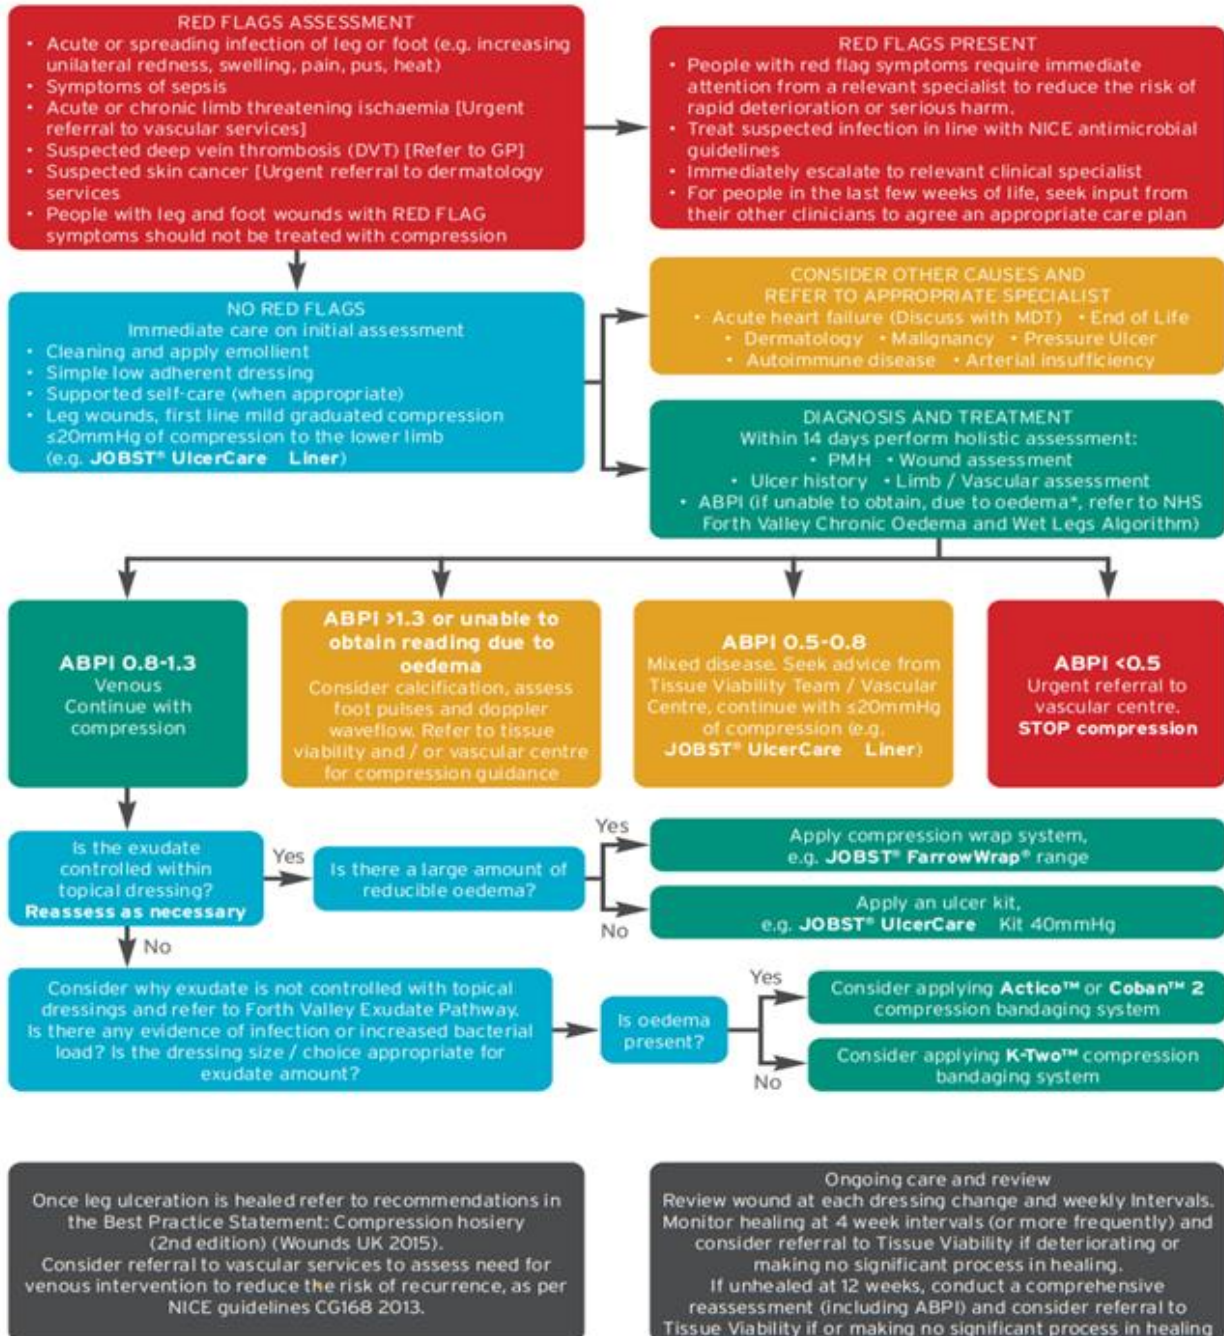 RED FLAGS ASSESSMENT
• Acute or spreading infection of leg or foot (e.g. increasing
unilateral redness, swelling, pain, pus, heat)
• Symptoms of sepsis
• Acute or chronic limb threatening ischaemia [Urgent
referral to vascular services]
• Suspected deep vein thrombosis (DVT) [Refer to GP]
• Suspected skin cancer [Urgent referral to dermatology
services
• People with leg and foot wounds with RED FLAG
symptoms should not be treated with compression
RED FLAGS PRESENT
• People with red flag symptoms require immediate
attention from a relevant specialist to reduce the risk of
rapid deterioration or serious harm.
• Treat suspected infection in line with NICE antimicrobial
guidelines
• Immediately escalate to relevant clinical specialist
• For people in the last few weeks of life, seek input from
their other clinicians to agree an appropriate care plan
NO RED FLAGS
Immediate care on initial assessment
• Cleaning and apply emollient
• Simple low adherent dressing
• Supported self-care (when appropriate)
• Leg wounds, first line mild graduated compression
≤20mmHg of compression to the lower limb
(e.g. JOBST® UlcerCare Liner)
CONSIDER OTHER CAUSES AND
REFER TO APPROPRIATE SPECIALIST
• Acute heart failure (Discuss with MDT) • End of Life
• Dermatology • Malignancy • Pressure Ulcer
• Autoimmune disease • Arterial insufficiency
DIAGNOSIS AND TREATMENT
Within 14 days perform holistic assessment:
• PMH • Wound assessment
• Ulcer history • Limb / Vascular assessment
• ABPI (if unable to obtain, due to oedema*, refer to NHS
Forth Valley Chronic Oedema and Wet Legs Algorithm)
ABPI 0.8-1.3
Venous
Continue with
compression
ABPI >1.3 or unable to
obtain reading due to
oedema
Consider calcification, assess
foot pulses and doppler
waveflow. Refer to tissue
viability and / or vascular centre
for compression guidance
ABPI 0.5-0.8
Mixed disease. Seek advice from
Tissue Viability Team / Vascular
Centre, continue with ≤20mmHg
of compression (e.g.
JOBST® UlcerCare Liner)
ABPI <0.5
Urgent referral to
vascular centre.
STOP compression
Is the exudate
controlled within
topical dressing?
Reassess as necessary
Yes
Is there a large amount of
reducible oedema?
Yes
Apply compression wrap system,
e.g. JOBST® FarrowWrap® range
No
Apply an ulcer kit,
e.g. JOBST® UlcerCare Kit 40mmHg
No
Consider why exudate is not controlled with topical
dressings and refer to Forth Valley Exudate Pathway.
Is there any evidence of infection or increased bacterial
load? Is the dressing size / choice appropriate for
exudate amount?
Is oedema
present?
Yes
Consider applying Actico™ or Coban™ 2
compression bandaging system
No
Consider applying K-Two™ compression
bandaging system
Once leg ulceration is healed refer to recommendations in
the Best Practice Statement: Compression hosiery
(2nd edition) (Wounds UK 2015).
Consider referral to vascular services to assess need for
venous intervention to reduce the risk of recurrence, as per
NICE guidelines CG168 2013.
Ongoing care and review
Review wound at each dressing change and weekly Intervals.
Monitor healing at 4 week intervals (or more frequently) and
consider referral to Tissue Viability if deteriorating or
making no significant process in healing.
If unhealed at 12 weeks, conduct a comprehensive
reassessment (including ABPI) and consider referral to
Tissue Viability if or making no significant process in healing